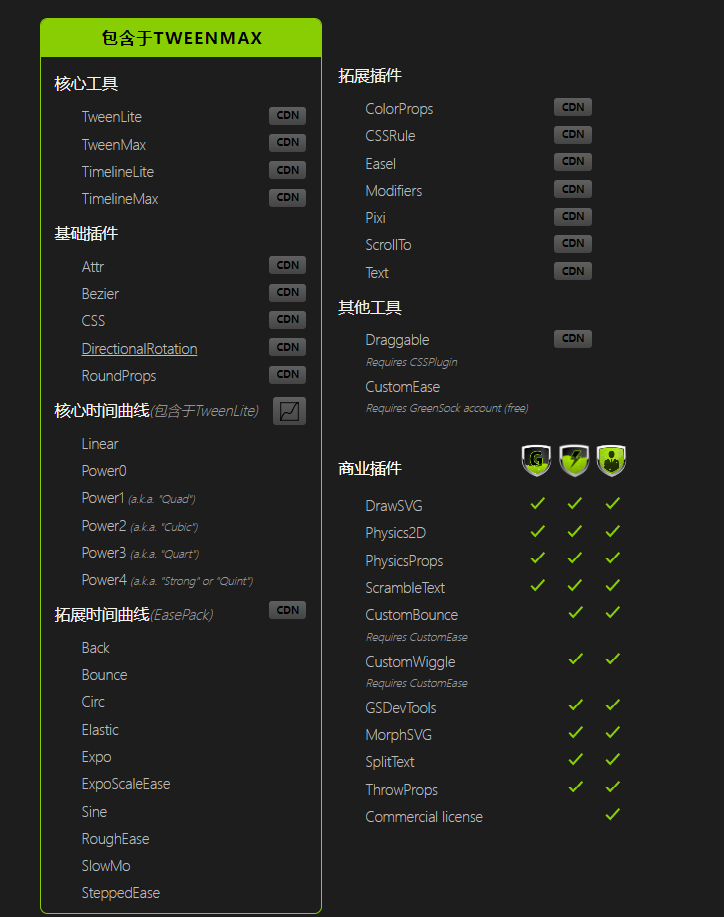 包含于TWEENMAX
核心工具
TweenLite CDN
TweenMax CDN
TimelineLite CDN
TimelineMax CDN
基础插件
Attr CDN
Bezier CDN
CSS CDN
DirectionalRotation CDN
RoundProps CDN
核心时间曲线(包含于TweenLite)
Linear
Power0
Power1 (a.k.a. "Quad")
Power2 (a.k.a. "Cubic")
Power3 (a.k.a. "Quart")
Power4 (a.k.a. "Strong" or "Quint")
拓展时间曲线(EasePack) CDN
Back
Bounce
Circ
Elastic
Expo
ExpoScaleEase
Sine
RoughEase
SlowMo
SteppedEase
拓展插件
ColorProps CDN
CSSRule CDN
Easel CDN
Modifiers CDN
Pixi CDN
ScrollTo CDN
Text CDN
其他工具
Draggable CDN
Requires CSSPlugin
CustomEase
Requires GreenSock account (free)
商业插件 G
DrawSVG
Physics2D
PhysicsProps
ScrambleText
CustomBounce
Requires CustomEase
CustomWiggle
Requires CustomEase
GSDevTools
MorphSVG
SplitText
ThrowProps
Commercial license